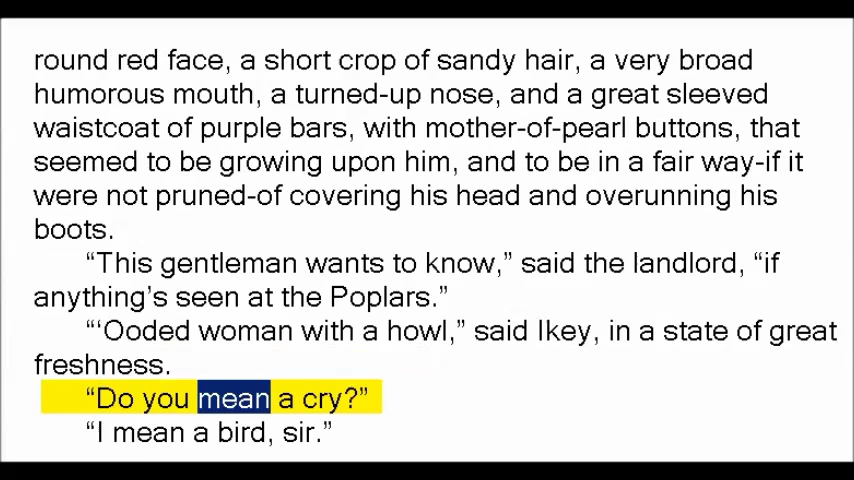 round red face, a short crop of sandy hair, a very broad
humorous mouth, a turned-up nose, and a great sleeved
waistcoat of purple bars, with mother-of-pearl buttons, that
seemed to be growing upon him, and to be in a fair way-if it
were not pruned-of covering his head and overunning his
boots.
“This gentleman wants to know,” said the landlord, “if
anything’s seen at the Poplars.”
“‘Ooded woman with a howl,” said Ikey, in a state of great
freshness.
“Do you mean a cry?”
“I mean a bird, sir.”